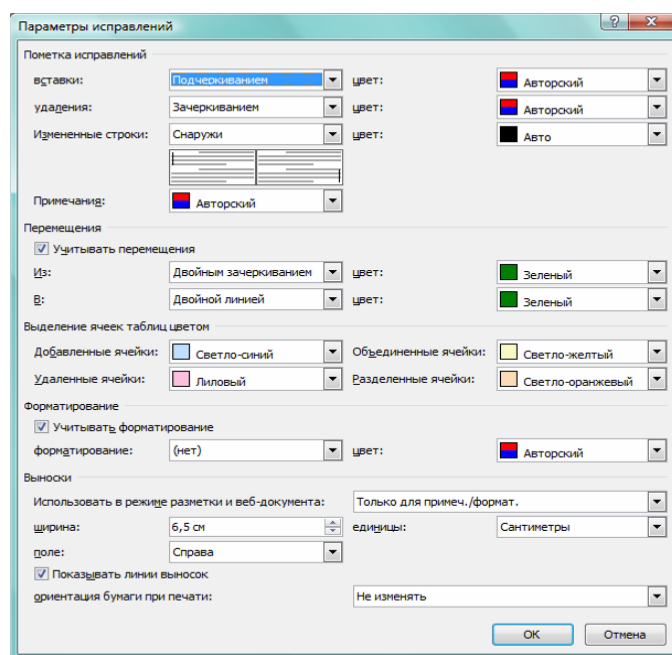 Параметры исправлений
Пометка исправлений
вставки: Подчеркиванием цвет: Авторский
удаления: Зачеркиванием цвет: Авторский
Измененные строки: Снаружи цвет: Авто
Примечания: Авторский
Перемещения
Учитывать перемещения
Из: Двойным зачеркиванием цвет: Зеленый
В: Двойной линией цвет: Зеленый
Выделение ячеек таблиц цветом
Добавленные ячейки: Светло-синий Объединенные ячейки: Светло-желтый
Удаленные ячейки: Лиловый Разделенные ячейки: Светло-оранжевый
Форматирование
Учитывать форматирование
форматирование: (нет) цвет: Авторский
Выноски
Использовать в режиме разметки и веб-документа: Только для примеч./формат.
ширина: 6,5 см единицы: Сантиметры
поле: Справа
Показывать линии выносок
ориентация бумаги при печати: Не изменять
ОК Отмена